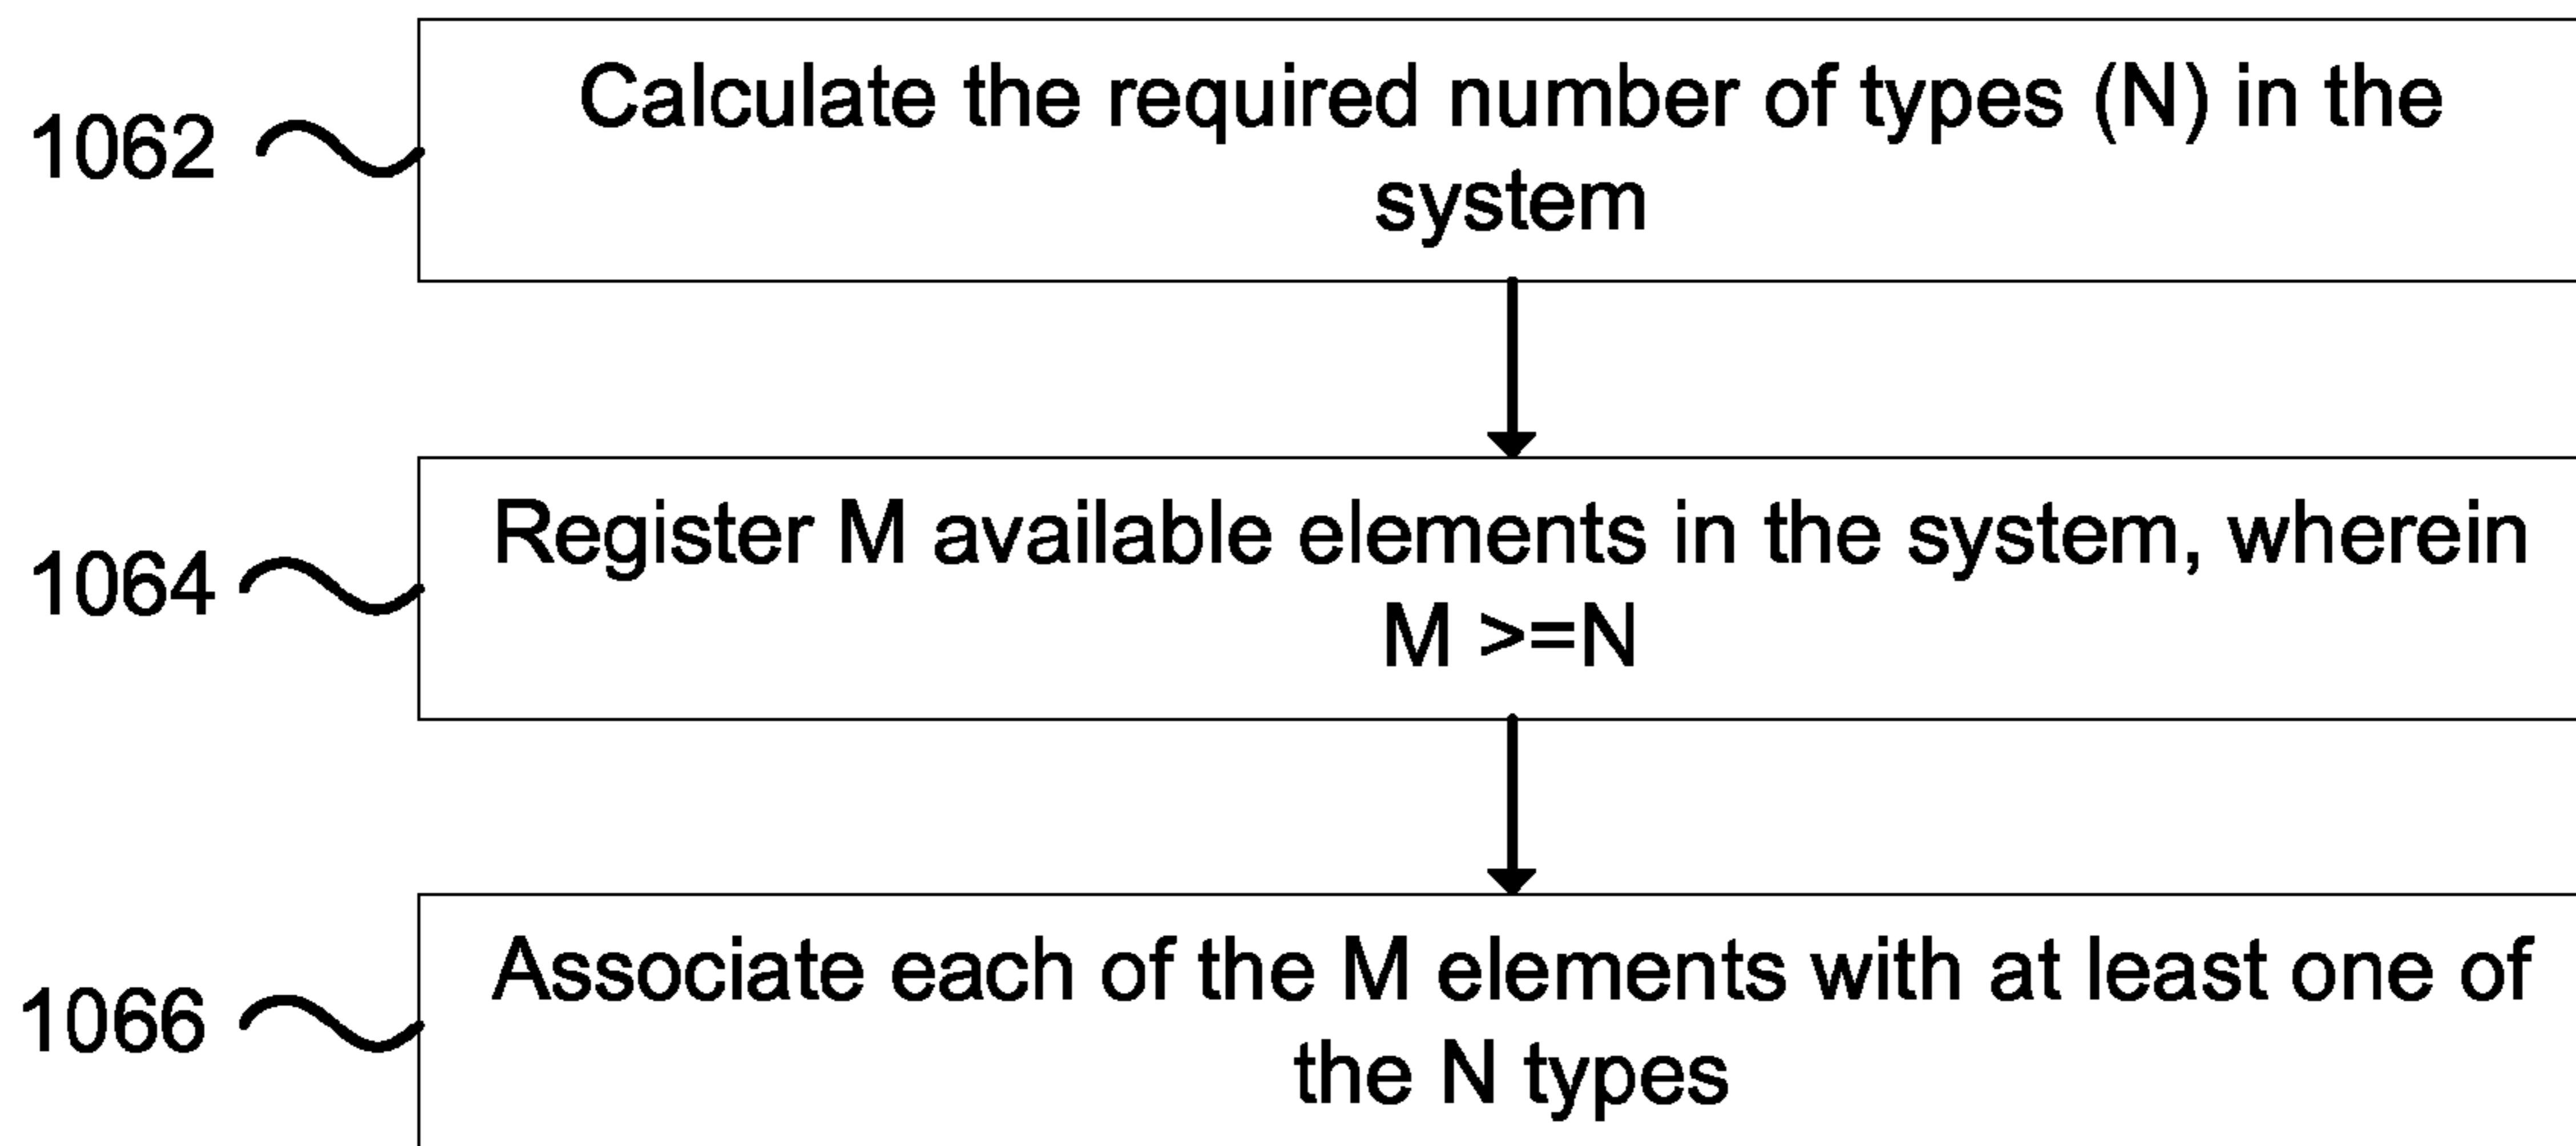 1062
Calculate the required number of types (N) in the
system
1064
Register M available elements in the system, wherein
M >=N
1066
Associate each of the M elements with at least one of
the N types